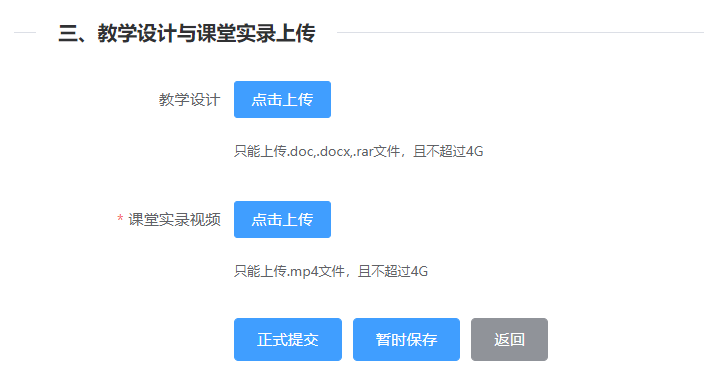 三、教学设计与课堂实录上传
教学设计 点击上传
只能上传.doc,.docx,.rar文件，且不超过4G
* 课堂实录视频 点击上传
只能上传.mp4文件，且不超过4G
正式提交 暂时保存 返回